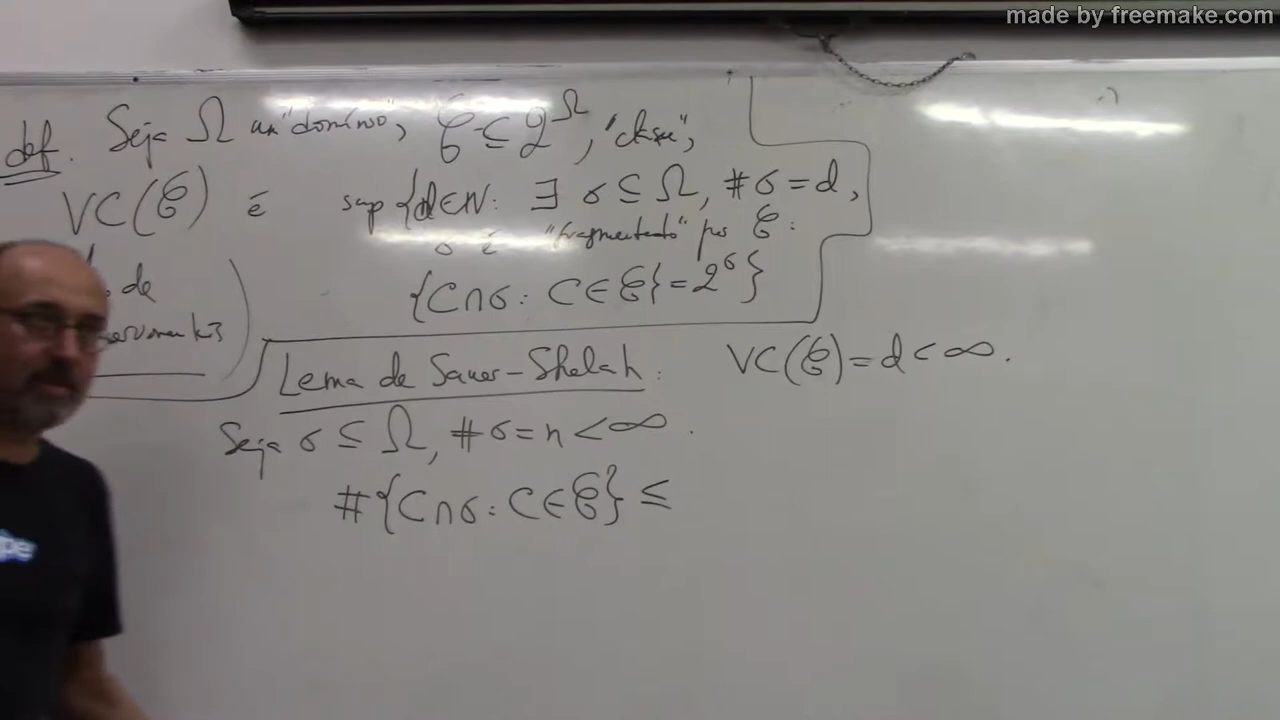 made by freemake.com
def. Seja Ω um "domínio", 𝒞 ⊆ 2^Ω, "classe",
VC(𝒞) é sup {d∈ℕ: ∃ σ ⊆ Ω, #σ = d,
σ é "fragmentado" por 𝒞:
{C∩σ: C∈𝒞} = 2^σ}
de
Lema de Sauer-Shelah: VC(𝒞) = d < ∞.
Seja σ ⊆ Ω, #σ = n < ∞.
#{C∩σ: C∈𝒞} ≤